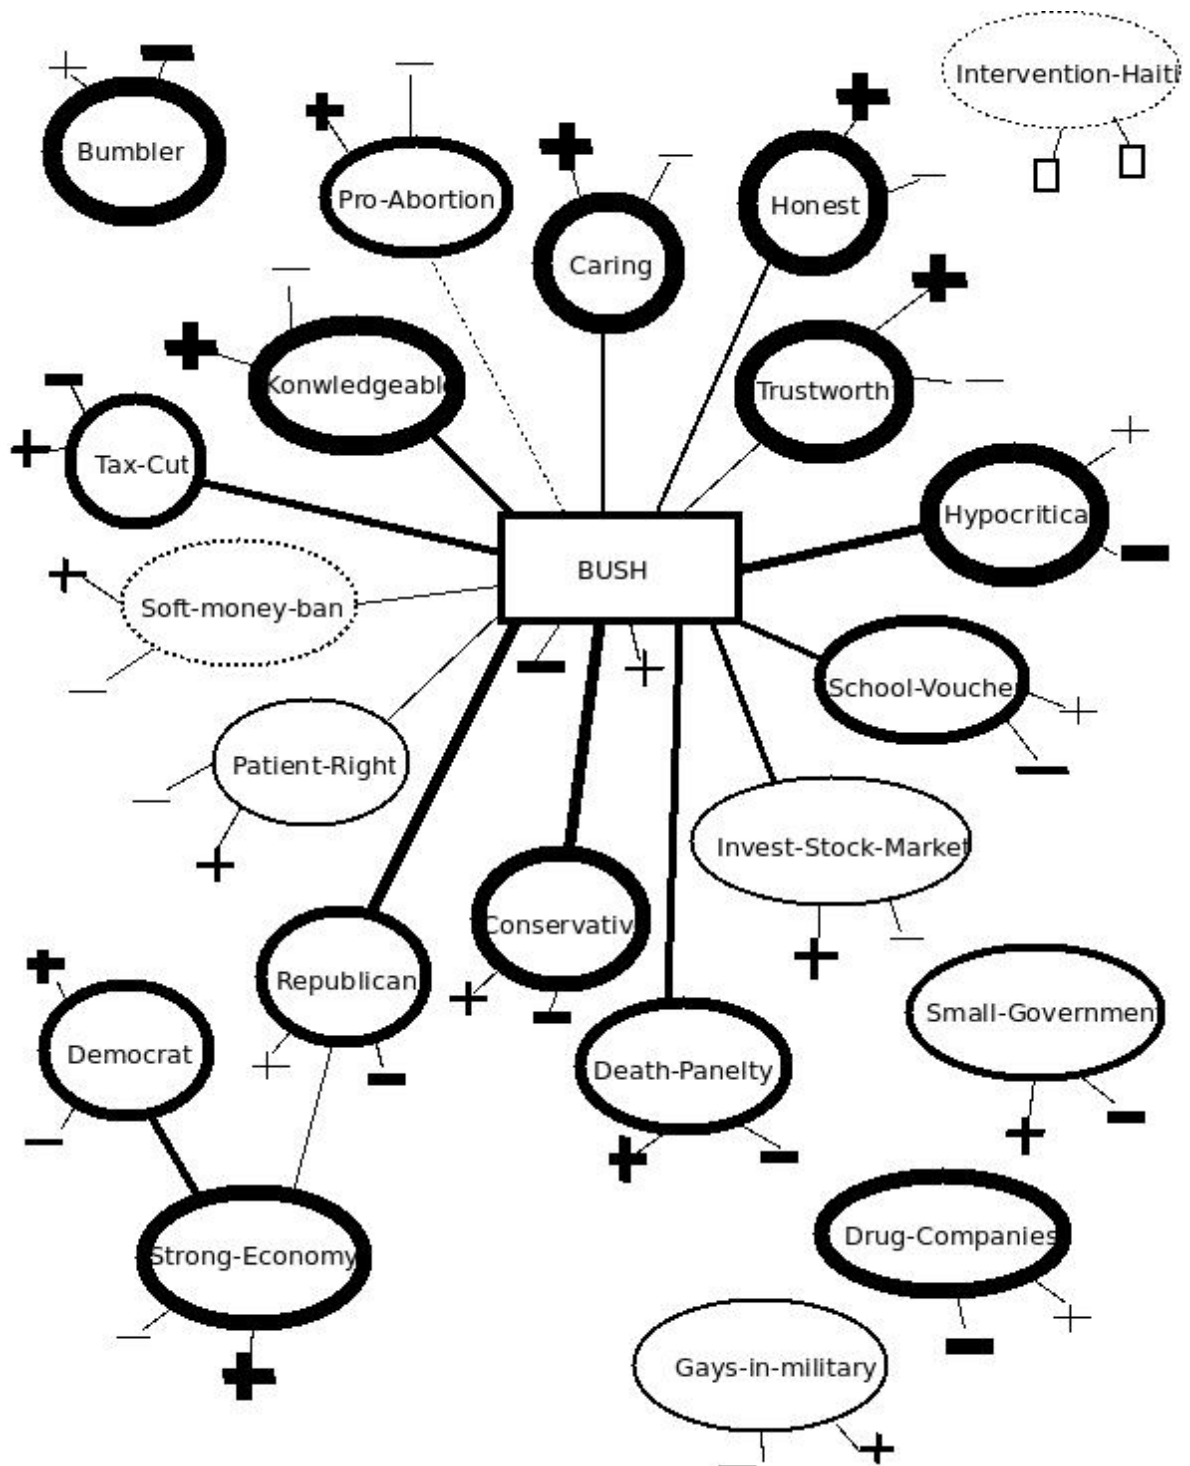 Intervention-Haiti
Bumbler
Pro-Abortion
Honest
Caring
Konwledgeabl
Trustworth
Tax-Cut
Hypocritica
BUSH
Soft-money-ban
School-Vouche
Patient-Right
Invest-Stock-Market
Conservativ
Republican
Small-Governmen
Democrat
Death-Panelty
Drug-Companies
Strong-Economy
Gays-in-military